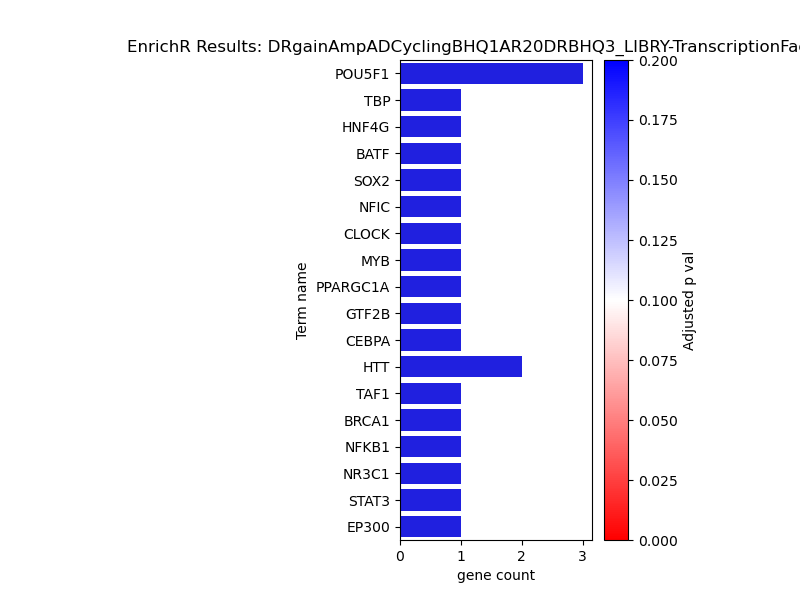 EnrichR Results: DRgainAmpADCyclingBHQ1AR20DRBHQ3_LIBRY-TranscriptionFac
POU5F1
TBP
HNF4G
BATF
SOX2
NFIC
CLOCK
MYB
PPARGC1A
GTF2B
CEBPA
HTT
TAF1
BRCA1
NFKB1
NR3C1
STAT3
EP300
Term name
0 1 2 3
gene count
0.200
0.175
0.150
0.125
0.100
0.075
0.050
0.025
0.000
Adjusted p val